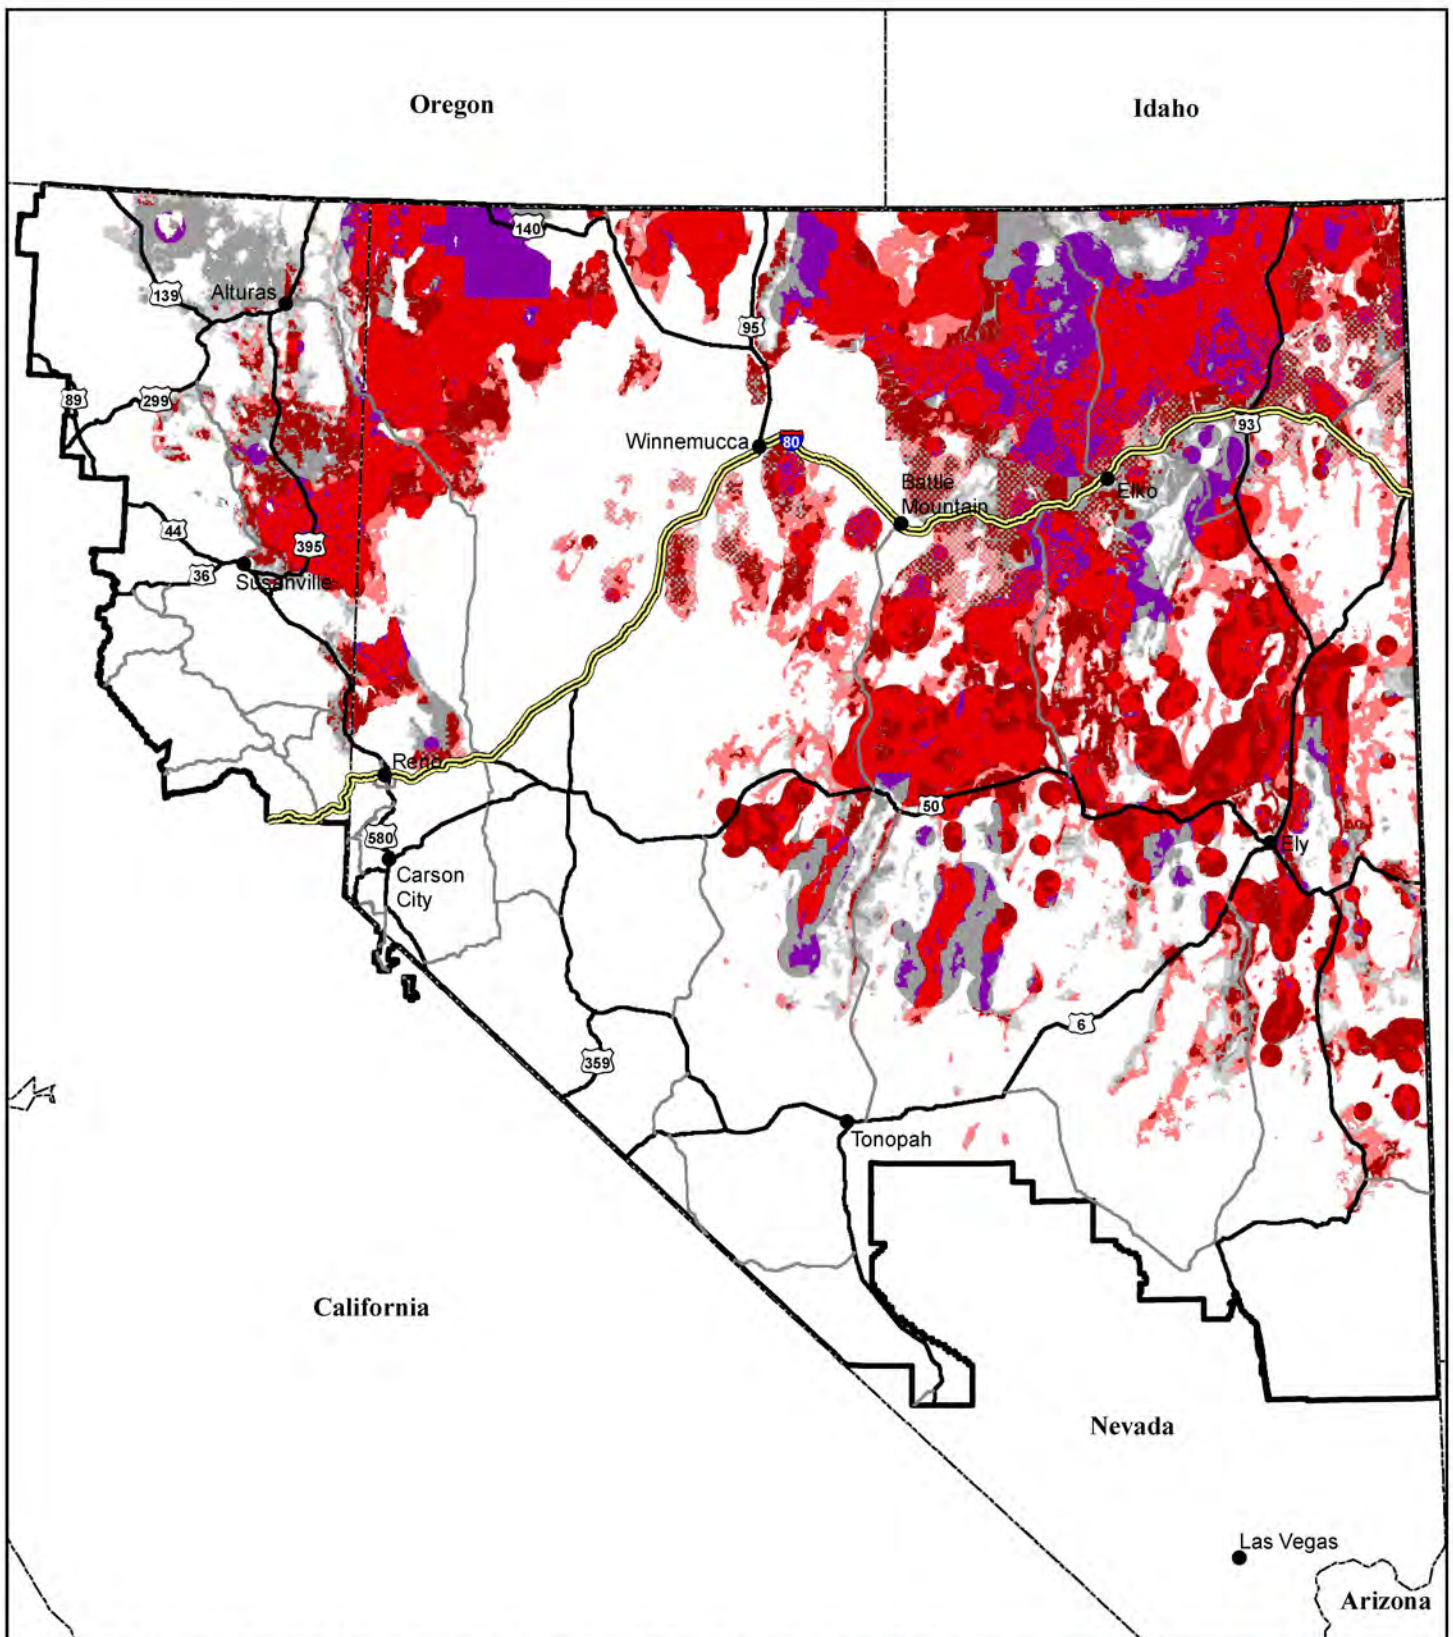 Oregon
Idaho
140
139
Alturas
95
89
299
93
Winnemucca
80
Elko
Battle
Mountain
44
395
36
Susanville
Reno
50
580
Ely
Carson
City
6
359
Tonopah
California
Nevada
Las Vegas
Arizona